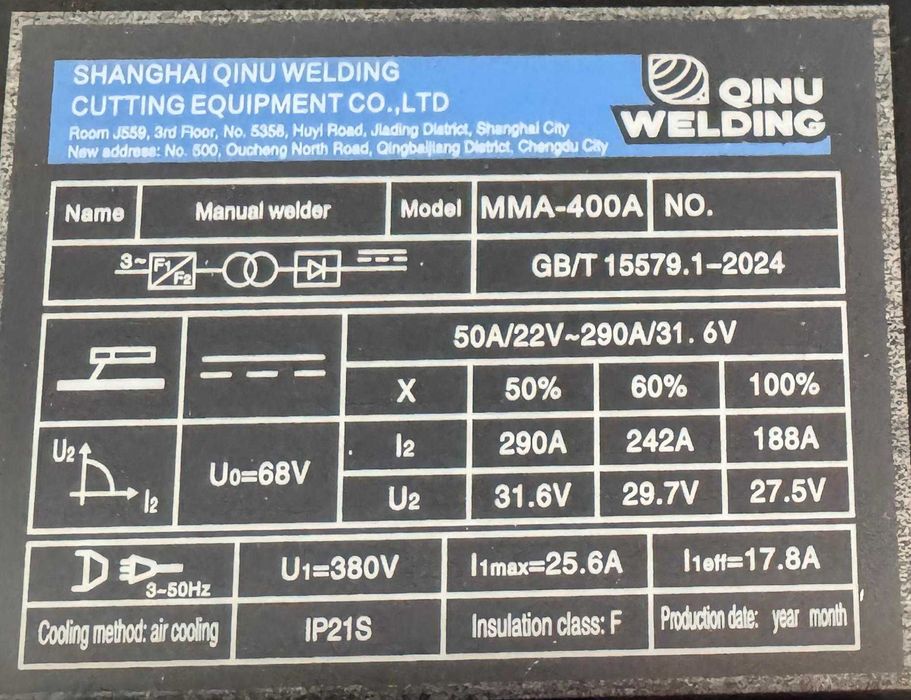 SHANGHAI QINU WELDING
CUTTING EQUIPMENT CO.,LTD
Room J559, 3rd Floor, No. 5358, Huyi Road, Jiading District, Shanghai City
New address: No. 500, Oucheng North Road, Qingbaijiang District, Chengdu City
QINU
WELDING
Name Manual welder Model MMA-400A NO.
3~ F1/F2 GB/T 15579.1-2024
50A/22V~290A/31.6V
X 50% 60% 100%
U2 I2 U0=68V I2 290A 242A 188A
U2 31.6V 29.7V 27.5V
3~50Hz U1=380V I1max=25.6A I1eff=17.8A
Cooling method: air cooling IP21S Insulation class: F Production date: year month